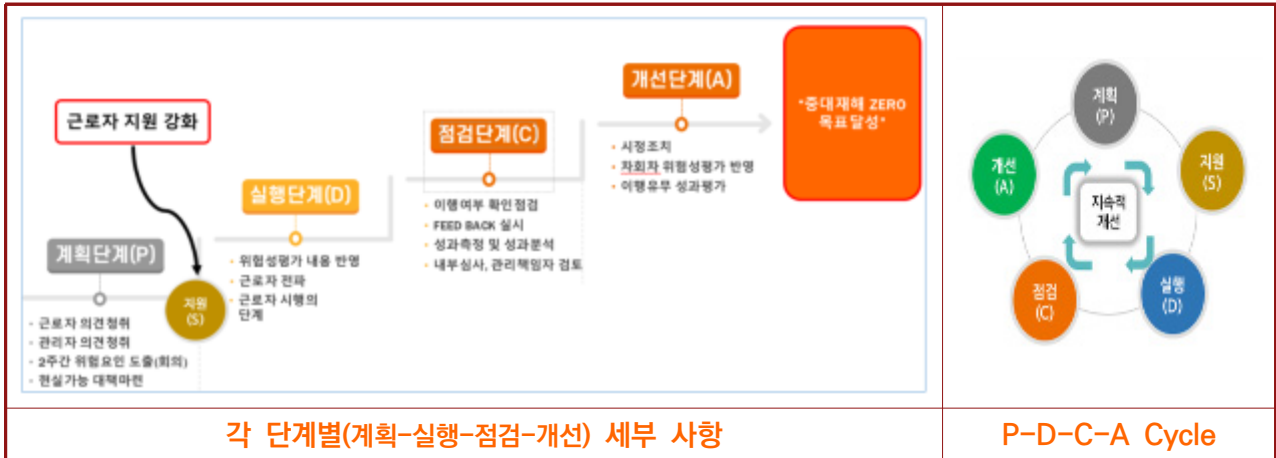 근로자 지원 강화
계획단계(P)
- 근로자 의견청취
- 관리자 의견청취
- 2주간 위험요인 도출(회의)
- 현실가능 대책마련
지원
(S)
실행단계(D)
• 위험성평가 내용 반영
• 근로자 전파
• 근로자 시행의
단계
점검단계(C)
• 이행여부 확인점검
• FEED BACK 실시
• 성과측정 및 성과분석
• 내부심사, 관리책임자 검토
개선단계(A)
• 시정조치
• 차회차 위험성평가 반영
• 이행유무 성과평가
"중대재해 ZERO
목표달성"
계획
(P)
지원
(S)
실행
(D)
점검
(C)
개선
(A)
지속적
개선
각 단계별(계획-실행-점검-개선) 세부 사항
P-D-C-A Cycle